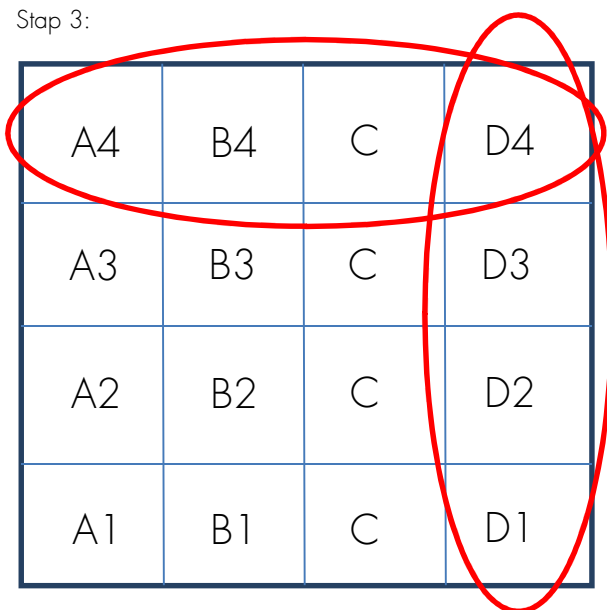 Stap 3:
A4 B4 C D4
A3 B3 C D3
A2 B2 C D2
A1 B1 C D1